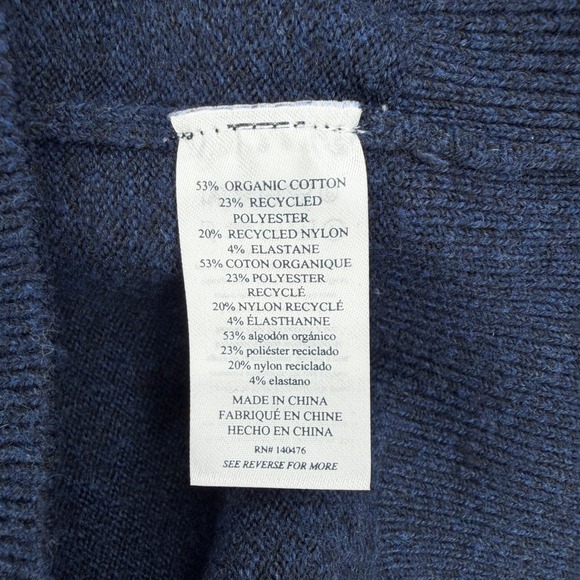 53% ORGANIC COTTON
23% RECYCLED
POLYESTER
20% RECYCLED NYLON
4% ELASTANE
53% COTON ORGANIQUE
23% POLYESTER
RECYCLÉ
20% NYLON RECYCLÉ
4% ÉLASTHANNE
53% algodón orgánico
23% poliéster reciclado
20% nylon reciclado
4% elastano
MADE IN CHINA
FABRIQUÉ EN CHINE
HECHO EN CHINA
RN# 140476
SEE REVERSE FOR MORE